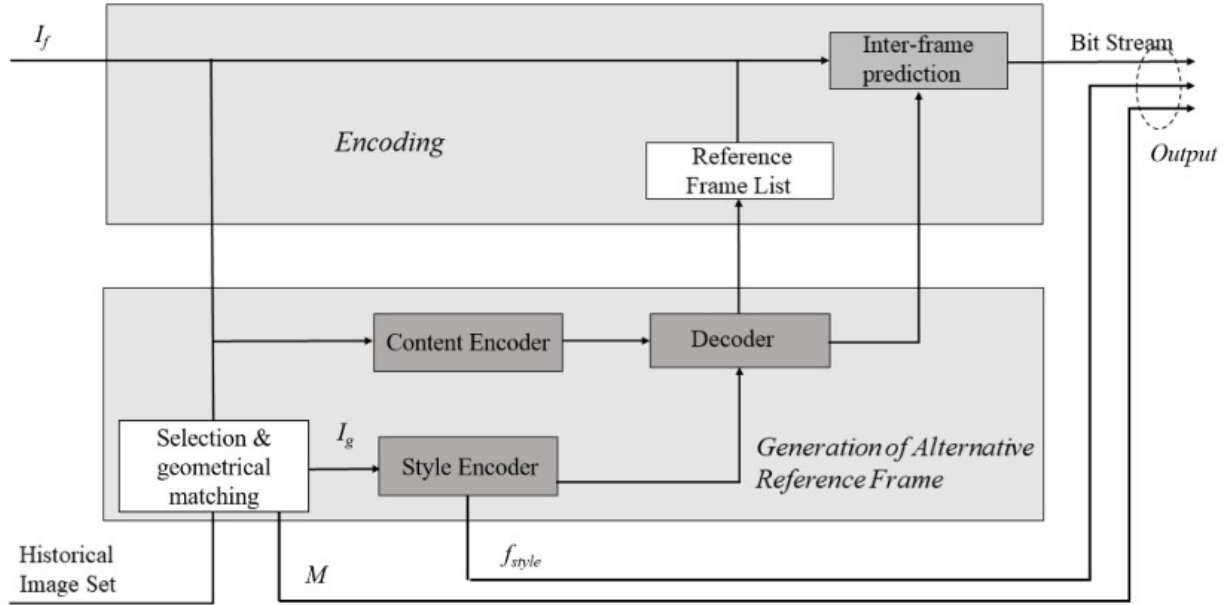 I_f
Inter-frame
prediction
Bit Stream
Encoding
Reference
Frame List
Output
Content Encoder
Decoder
Selection &
geometrical
matching
I_g
Style Encoder
Generation of Alternative
Reference Frame
Historical
Image Set
M
f_style